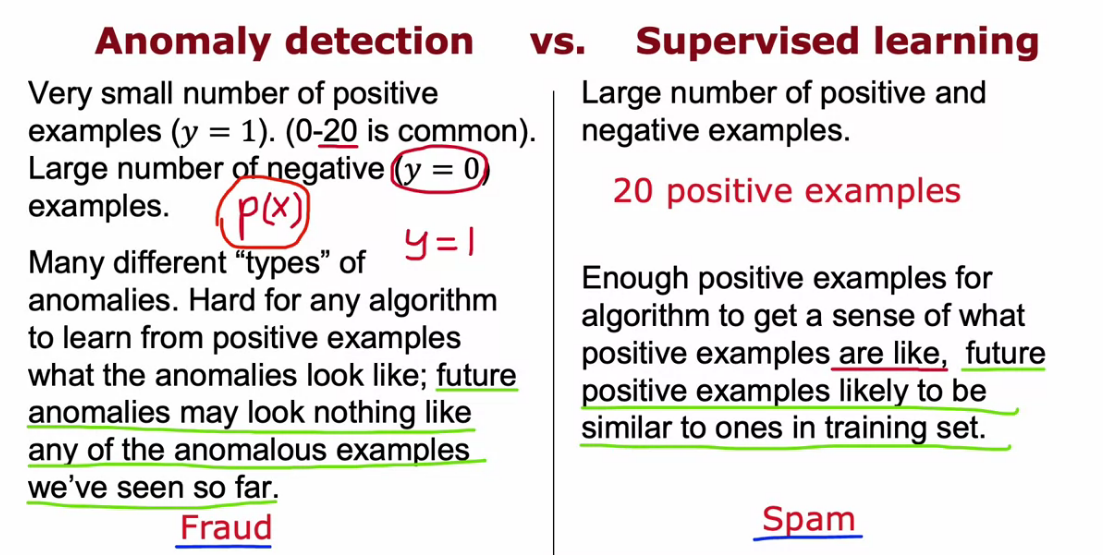 Anomaly detection vs. Supervised learning
Very small number of positive
examples (y = 1). (0-20 is common).
Large number of negative (y = 0)
examples.
p(x)
y=1
Many different “types” of
anomalies. Hard for any algorithm
to learn from positive examples
what the anomalies look like; future
anomalies may look nothing like
any of the anomalous examples
we’ve seen so far.
Fraud
Large number of positive and
negative examples.
20 positive examples
Enough positive examples for
algorithm to get a sense of what
positive examples are like, future
positive examples likely to be
similar to ones in training set.
Spam